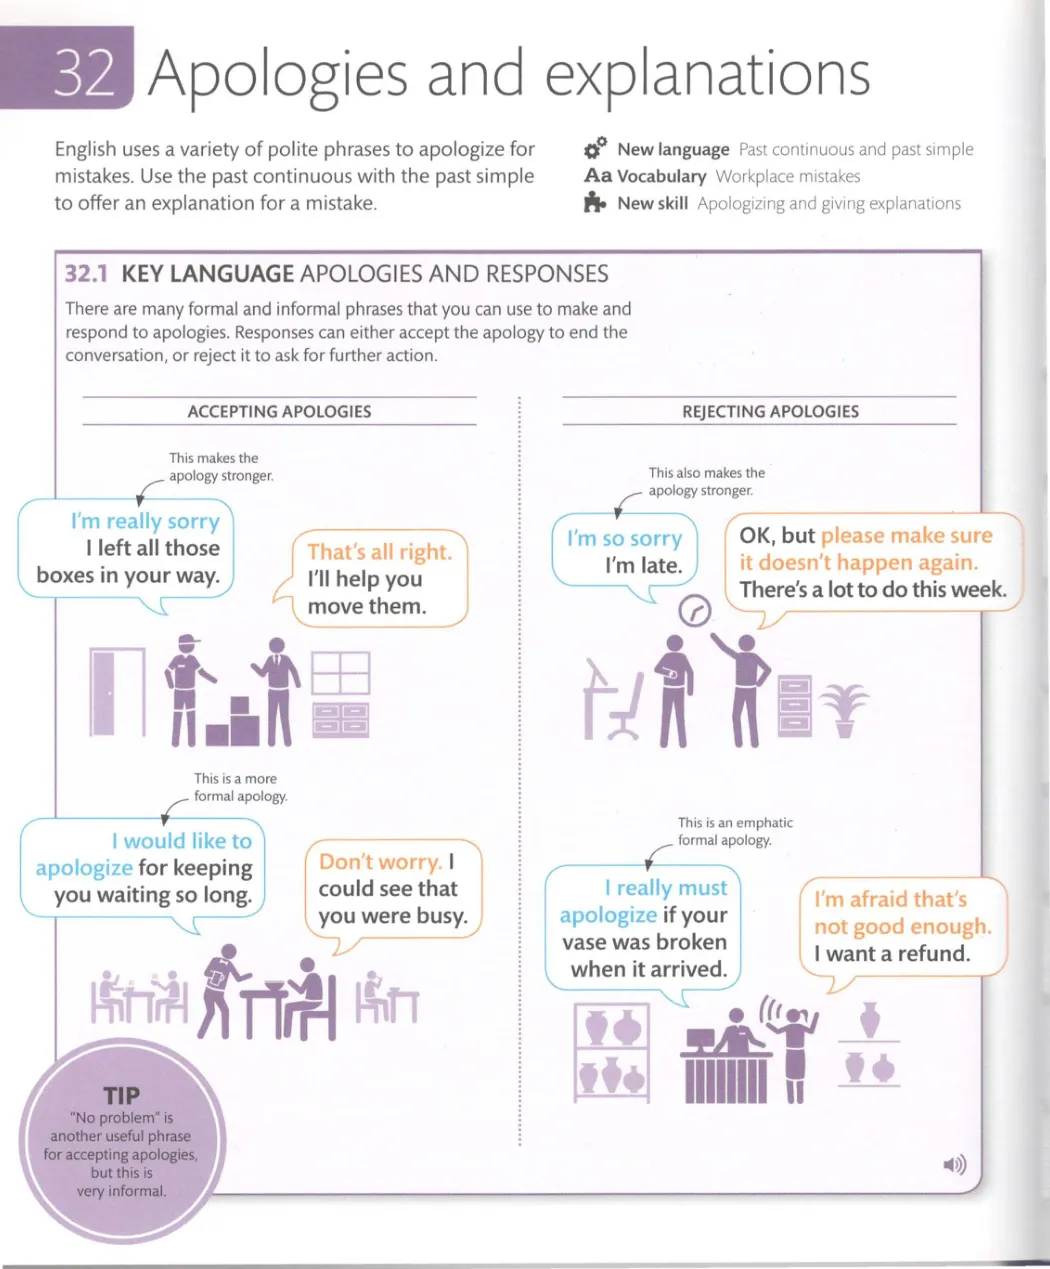 32 Apologies and explanations
English uses a variety of polite phrases to apologize for
mistakes. Use the past continuous with the past simple
to offer an explanation for a mistake.
New language Past continuous and past simple
Aa Vocabulary Workplace mistakes
New skill Apologizing and giving explanations
32.1 KEY LANGUAGE APOLOGIES AND RESPONSES
There are many formal and informal phrases that you can use to make and
respond to apologies. Responses can either accept the apology to end the
conversation, or reject it to ask for further action.
ACCEPTING APOLOGIES
This makes the
apology stronger.
I'm really sorry
I left all those
boxes in your way.
That's all right.
I'll help you
move them.
This is a more
formal apology.
I would like to
apologize for keeping
you waiting so long.
Don't worry. I
could see that
you were busy.
REJECTING APOLOGIES
This also makes the
apology stronger.
I'm so sorry
I'm late.
OK, but please make sure
it doesn't happen again.
There's a lot to do this week.
This is an emphatic
formal apology.
I really must
apologize if your
vase was broken
when it arrived.
I'm afraid that's
not good enough.
I want a refund.
TIP
"No problem" is
another useful phrase
for accepting apologies,
but this is
very informal.